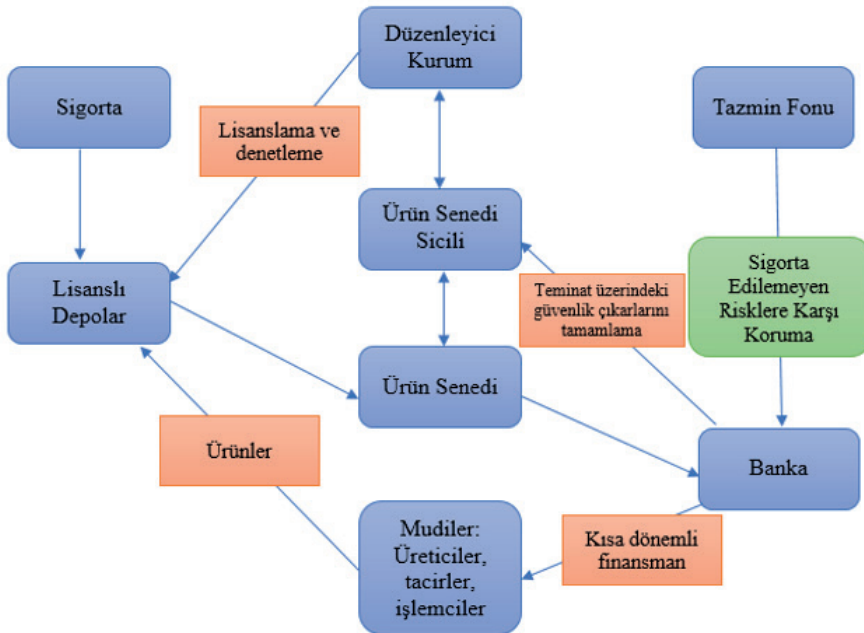 Düzenleyici
Kurum
Sigorta
Tazmin Fonu
Lisanslama ve
denetleme
Ürün Senedi
Sicili
Lisanslı
Depolar
Teminat üzerindeki
güvenlik çıkarlarını
tamamlama
Sigorta
Edilemeyen
Risklere Karşı
Koruma
Ürün Senedi
Ürünler
Banka
Mudiler:
Üreticiler,
tacirler,
işlemciler
Kısa dönemli
finansman